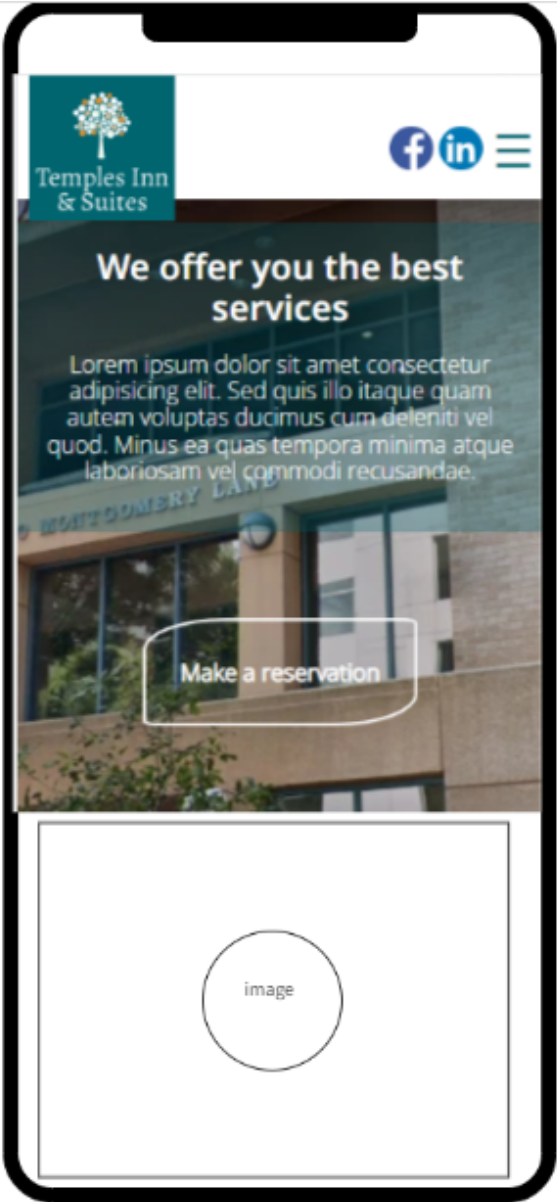 Temples Inn
& Suites
We offer you the best
services
Lorem ipsum dolor sit amet consectetur
adipisicing elit. Sed quis illo itaque quam
autem voluptas ducimus cum deleniti vel
quod. Minus ea quas tempora minima atque
laboriosam vel commodi recusandae.
MONTGOMERY LANE
Make a reservation
image